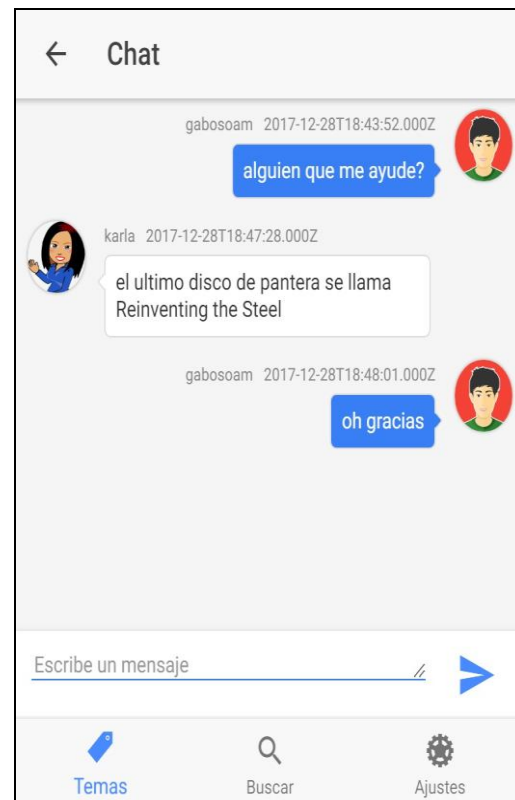 Chat
gabosoam 2017-12-28T18:43:52.000Z
alguien que me ayude?
karla 2017-12-28T18:47:28.000Z
el ultimo disco de pantera se llama
Reinventing the Steel
gabosoam 2017-12-28T18:48:01.000Z
oh gracias
Escribe un mensaje
Temas
Buscar
Ajustes